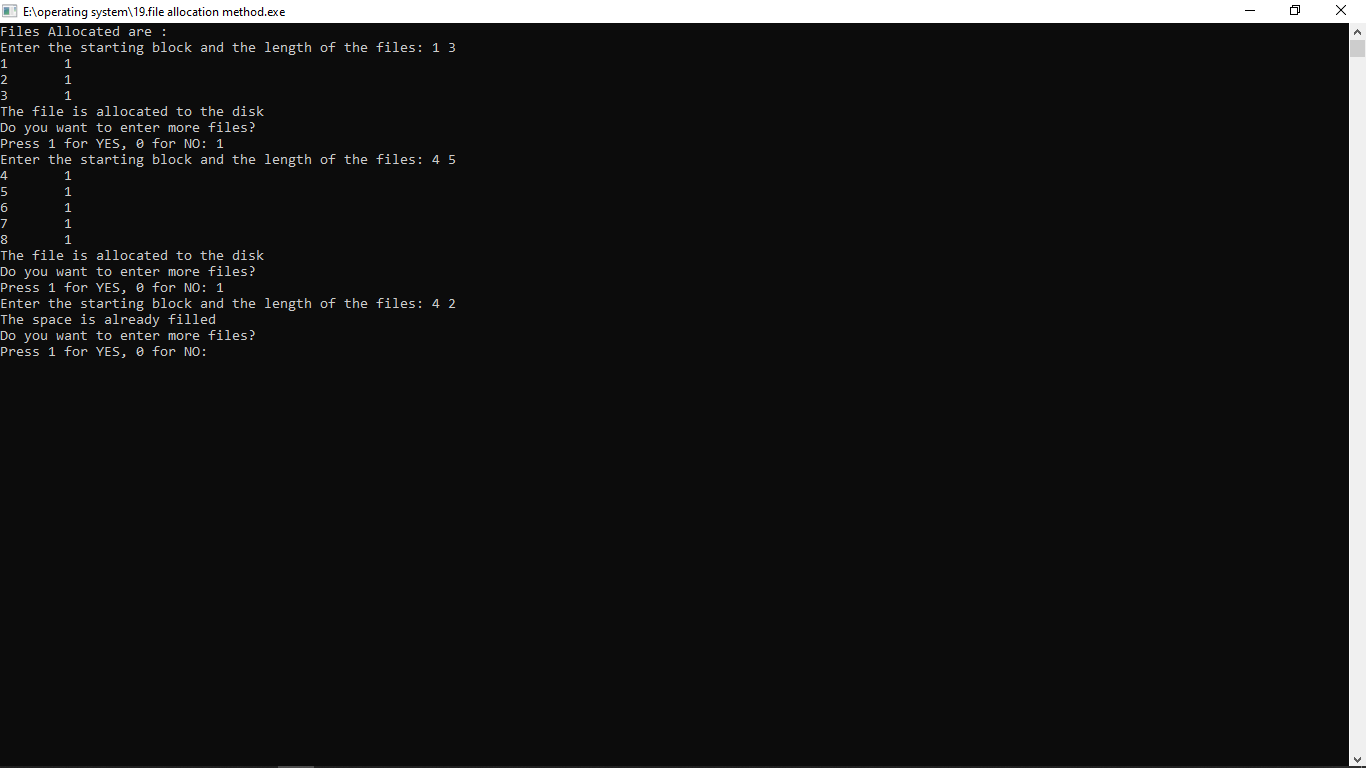 E:\operating system\19.file allocation method.exe
Files Allocated are :
Enter the starting block and the length of the files: 1 3
1       1
2       1
3       1
The file is allocated to the disk
Do you want to enter more files?
Press 1 for YES, 0 for NO: 1
Enter the starting block and the length of the files: 4 5
4       1
5       1
6       1
7       1
8       1
The file is allocated to the disk
Do you want to enter more files?
Press 1 for YES, 0 for NO: 1
Enter the starting block and the length of the files: 4 2
The space is already filled
Do you want to enter more files?
Press 1 for YES, 0 for NO: